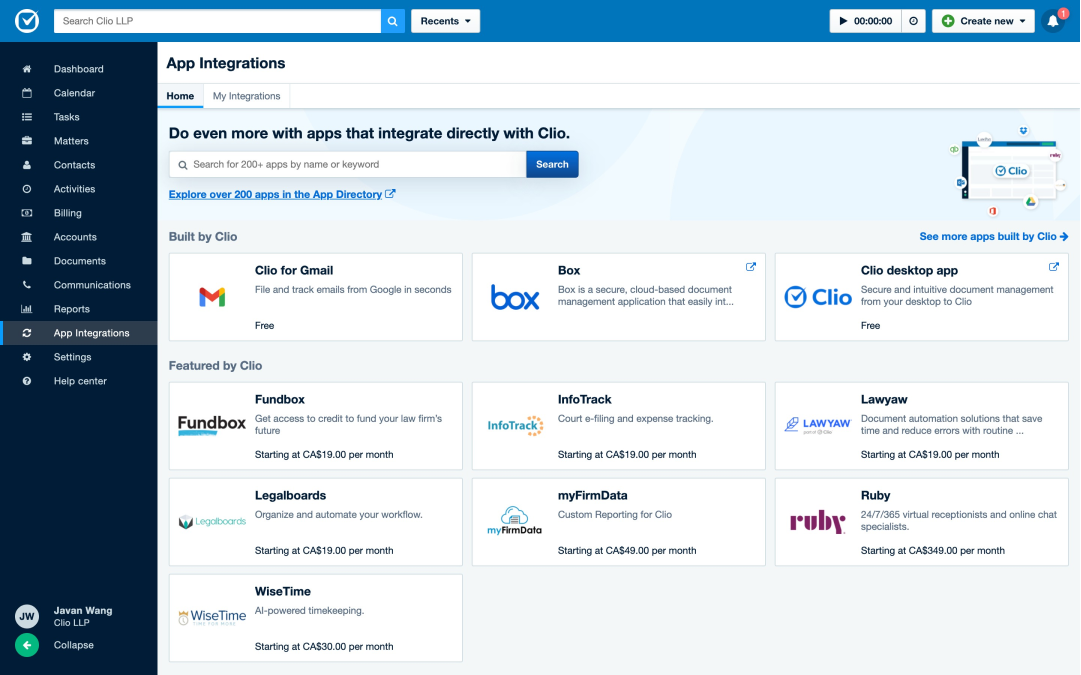 Search Clio LLP
Recents
00:00:00
Create new
1
Dashboard
Calendar
Tasks
Matters
Contacts
Activities
Billing
Accounts
Documents
Communications
Reports
App Integrations
Settings
Help center
JW
Javan Wang
Clio LLP
Collapse
App Integrations
Home
My Integrations
Do even more with apps that integrate directly with Clio.
Search for 200+ apps by name or keyword
Search
Explore over 200 apps in the App Directory
Clio
ruby
Built by Clio
See more apps built by Clio
Clio for Gmail
File and track emails from Google in seconds
Free
box
Box
Box is a secure, cloud-based document
management application that easily int...
Clio
Clio desktop app
Secure and intuitive document management
from your desktop to Clio
Free
Featured by Clio
Fundbox
Fundbox
Get access to credit to fund your law firm's
future
Starting at CA$19.00 per month
InfoTrack
InfoTrack
Court e-filing and expense tracking.
Starting at CA$19.00 per month
LAWYAW
part of Clio
Lawyaw
Document automation solutions that save
time and reduce errors with routine ...
Starting at CA$19.00 per month
Legalboards
Legalboards
Organize and automate your workflow.
Starting at CA$19.00 per month
myFirmData
myFirmData
Custom Reporting for Clio
Starting at CA$49.00 per month
ruby
Ruby
24/7/365 virtual receptionists and online chat
specialists.
Starting at CA$349.00 per month
WiseTime
TIME FOR MORE
WiseTime
AI-powered timekeeping.
Starting at CA$30.00 per month